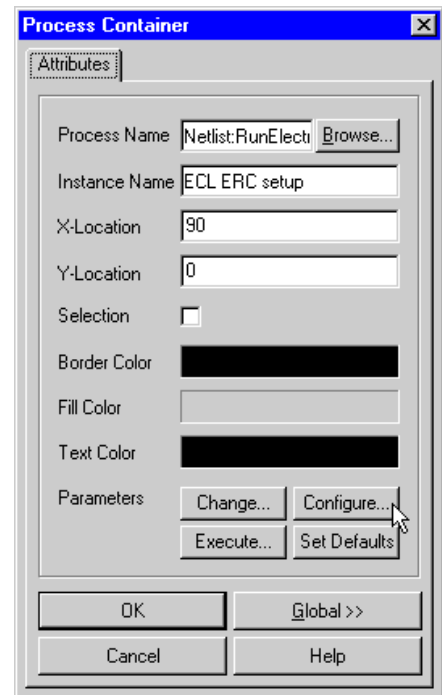 Process Container
Attributes
Process Name Netlist:RunElectr Browse...
Instance Name ECL ERC setup
X-Location 90
Y-Location 0
Selection
Border Color
Fill Color
Text Color
Parameters Change... Configure...
Execute... Set Defaults
OK Global >>
Cancel Help